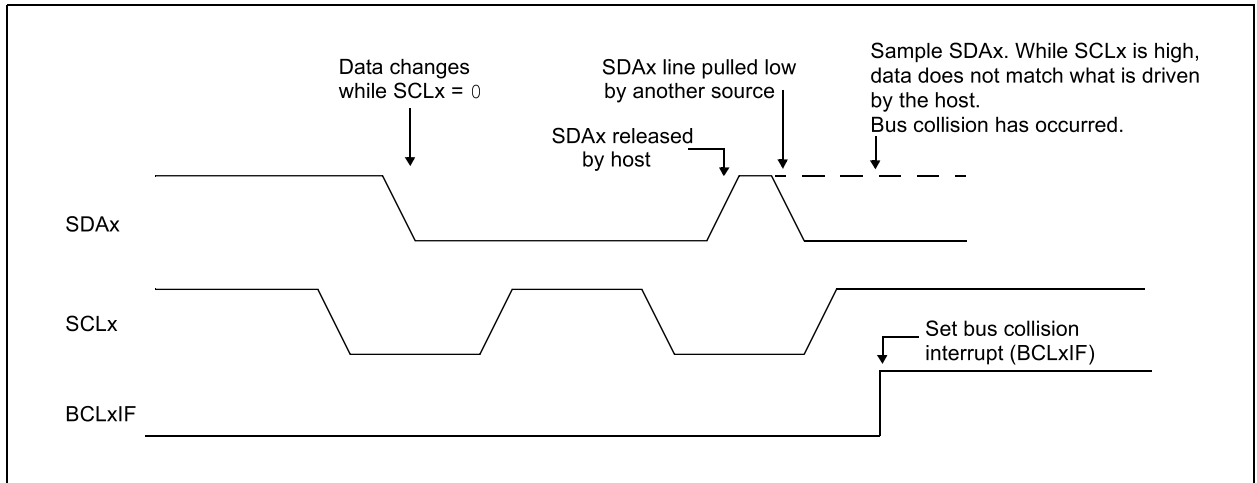 Data changes
while SCLx = 0
SDAx line pulled low
by another source
SDAx released
by host
Sample SDAx. While SCLx is high,
data does not match what is driven
by the host.
Bus collision has occurred.
SDAx
SCLx
Set bus collision
interrupt (BCLxIF)
BCLxIF